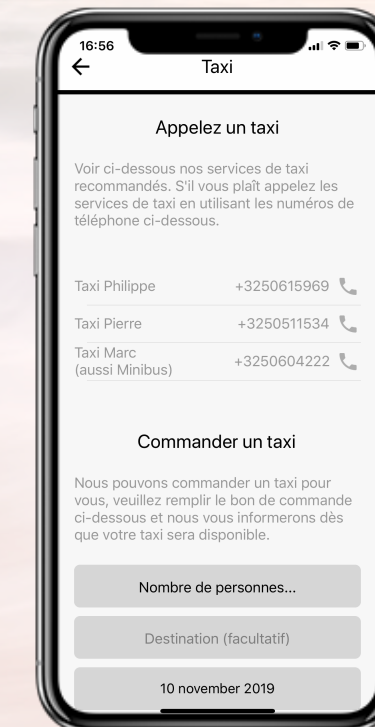 16:56
Taxi
Appelez un taxi
Voir ci-dessous nos services de taxi
recommandés. S'il vous plaît appelez les
services de taxi en utilisant les numéros de
téléphone ci-dessous.
Taxi Philippe +3250615969
Taxi Pierre +3250511534
Taxi Marc
(aussi Minibus) +3250604222
Commander un taxi
Nous pouvons commander un taxi pour
vous, veuillez remplir le bon de commande
ci-dessous et nous vous informerons dès
que votre taxi sera disponible.
Nombre de personnes...
Destination (facultatif)
10 november 2019